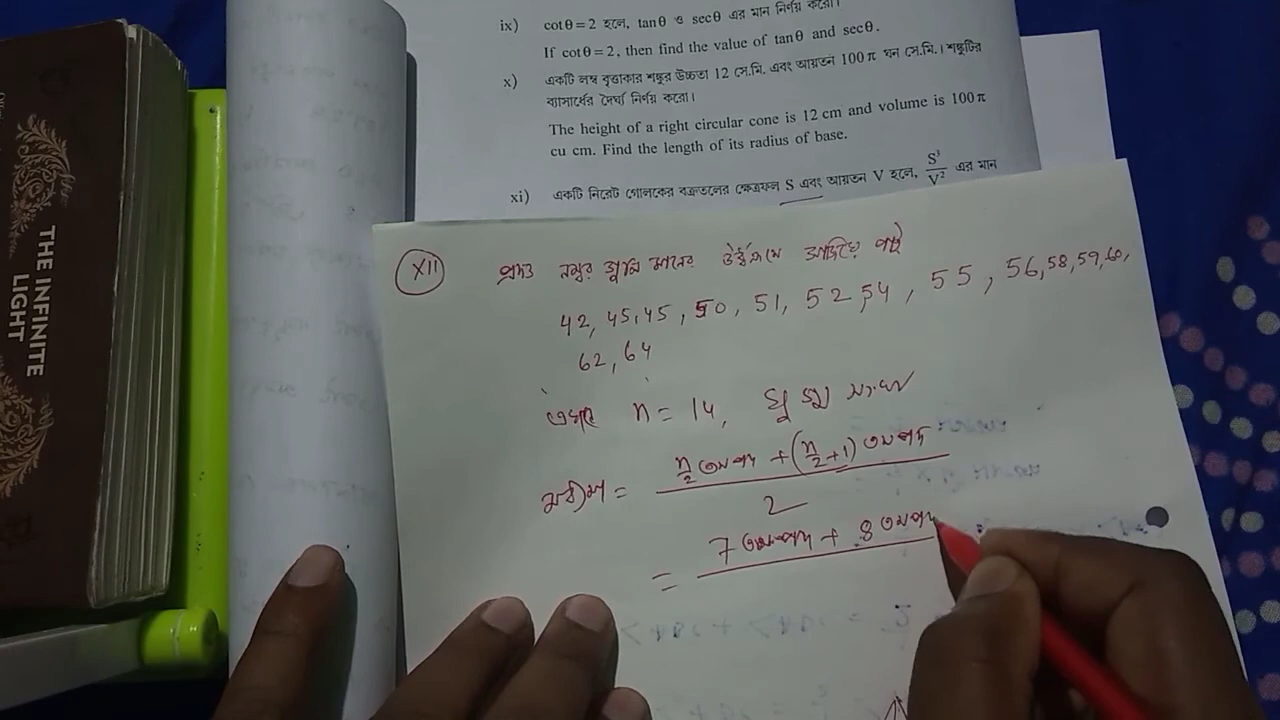 ix) cotθ = 2 হলে, tanθ ও secθ এর মান নির্ণয় করো।
If cotθ = 2, then find the value of tanθ and secθ.
x) একটি লম্ব বৃত্তাকার শঙ্কুর উচ্চতা 12 সে.মি. এবং আয়তন 100π ঘন সে.মি.। শঙ্কুটির
ব্যাসার্ধের দৈর্ঘ্য নির্ণয় করো।
The height of a right circular cone is 12 cm and volume is 100π
cu cm. Find the length of its radius of base.
xi) একটি নিরেট গোলকের বক্রতলের ক্ষেত্রফল S এবং আয়তন V হলে, S³/V² এর মান
XII প্রদত্ত নম্বর গুলি মানের ঊর্ধ্বক্রমে সাজিয়ে পাই
42, 45, 45, 50, 51, 52, 54, 55, 56, 58, 59, 60,
62, 64
এখানে n = 14, যুগ্ম সংখ্যা
মধ্যমা = n/2 তম পদ + (n/2+1) তম পদ / 2
= 7 তম পদ + 8 তম পদ
THE INFINITE
LIGHT